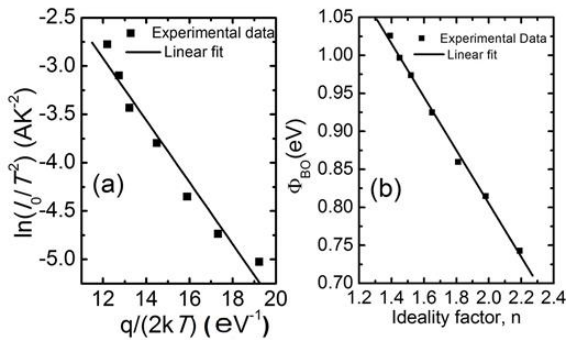 Experimental data
Linear fit
(a)
ln(I₀/T²) (AK⁻²)
-2.5
-3.0
-3.5
-4.0
-4.5
-5.0
12 14 16 18 20
q/(2kT) (eV⁻¹)
Experimental Data
Linear fit
(b)
Φ_BO(eV)
1.05
1.00
0.95
0.90
0.85
0.80
0.75
0.70
1.2 1.4 1.6 1.8 2.0 2.2 2.4
Ideality factor, n